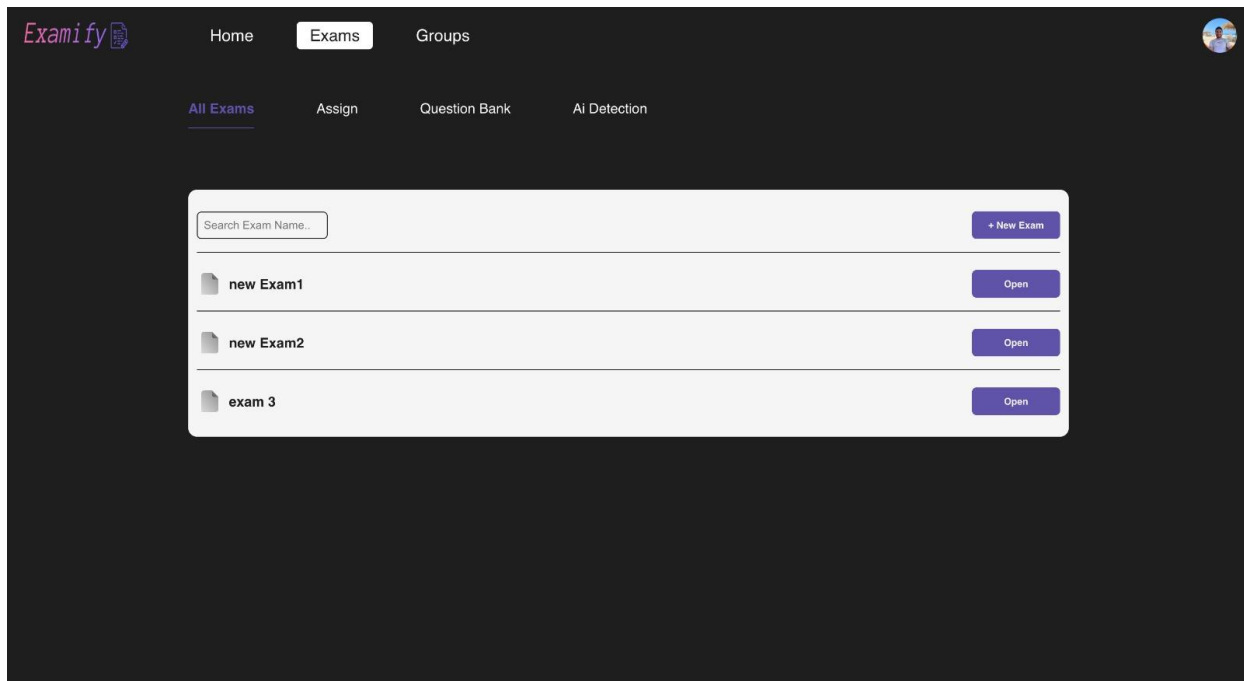 Examify
Home Exams Groups
All Exams Assign Question Bank Ai Detection
Search Exam Name.. + New Exam
new Exam1 Open
new Exam2 Open
exam 3 Open